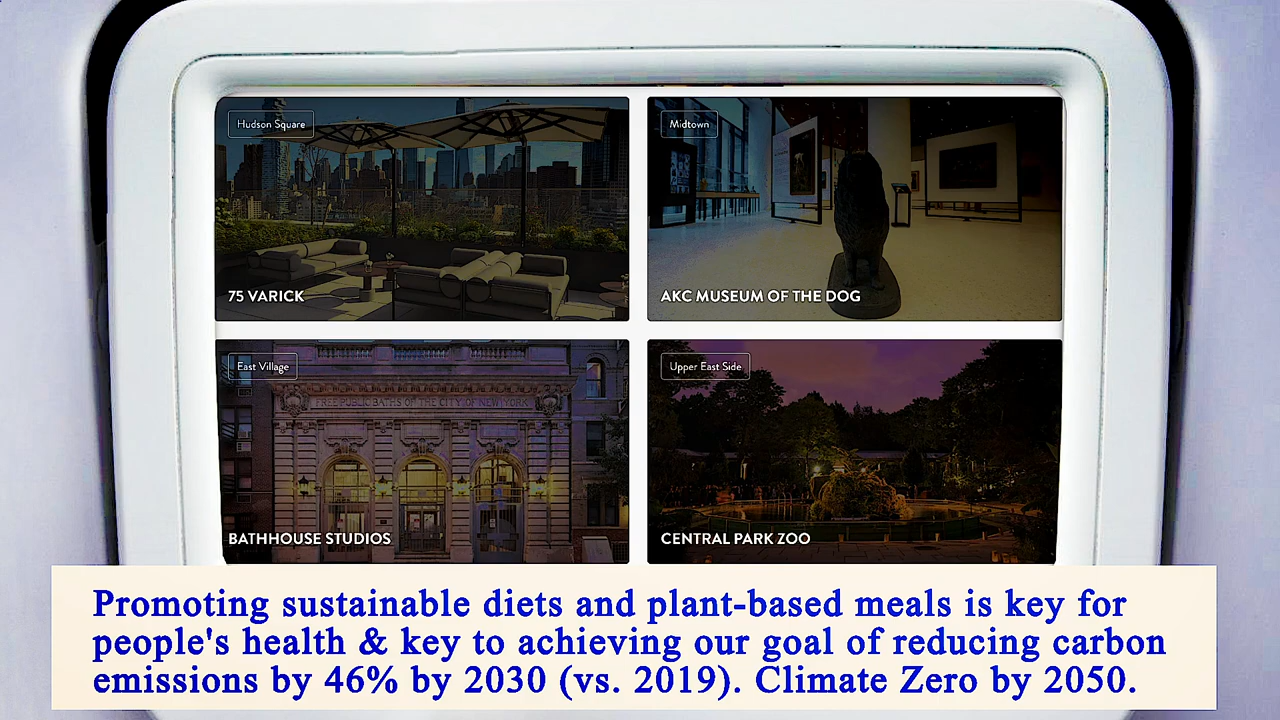 Hudson Square
75 VARICK
Midtown
AKC MUSEUM OF THE DOG
East Village
FREE PUBLIC BATHS OF THE CITY OF NEW YORK
BATHHOUSE STUDIOS
Upper East Side
CENTRAL PARK ZOO
Promoting sustainable diets and plant-based meals is key for
people's health & key to achieving our goal of reducing carbon
emissions by 46% by 2030 (vs. 2019). Climate Zero by 2050.